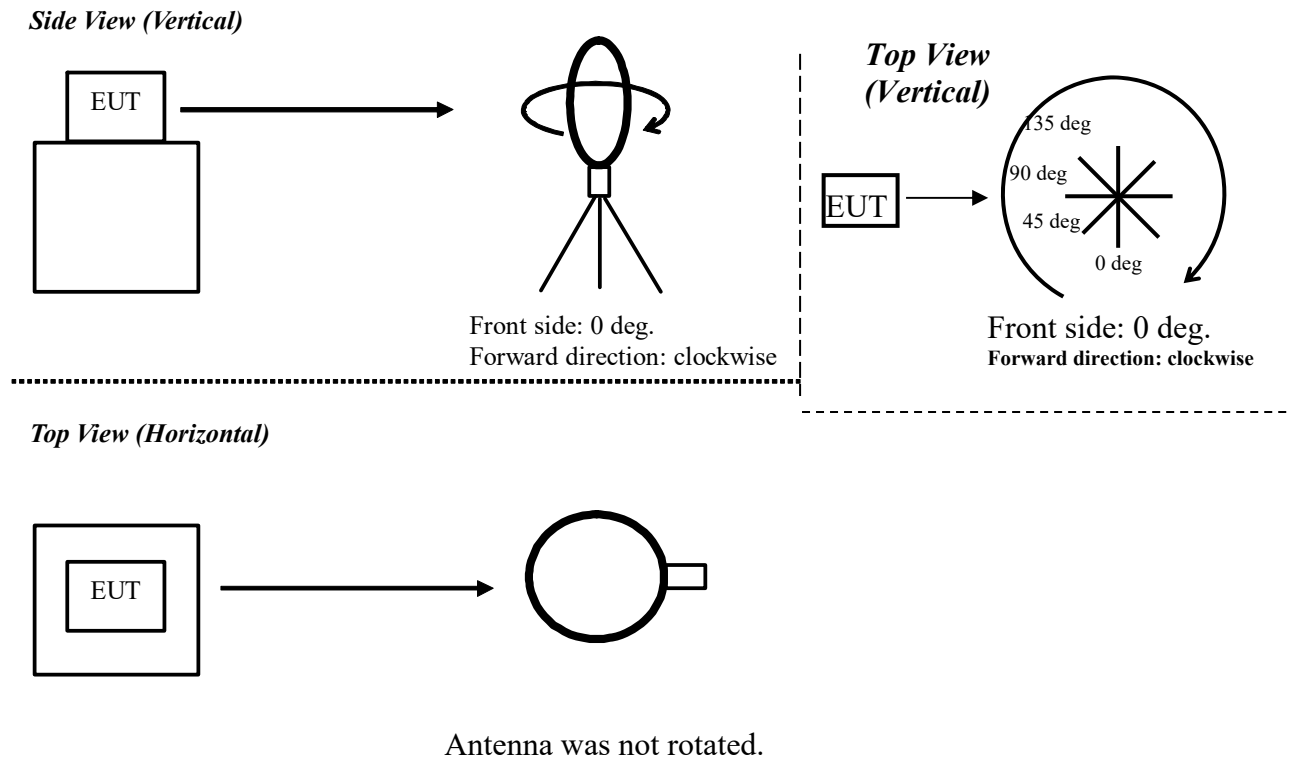 Side View (Vertical)
EUT
Front side: 0 deg.
Forward direction: clockwise
Top View
(Vertical)
135 deg
90 deg
EUT
45 deg
0 deg
Front side: 0 deg.
Forward direction: clockwise
Top View (Horizontal)
EUT
Antenna was not rotated.